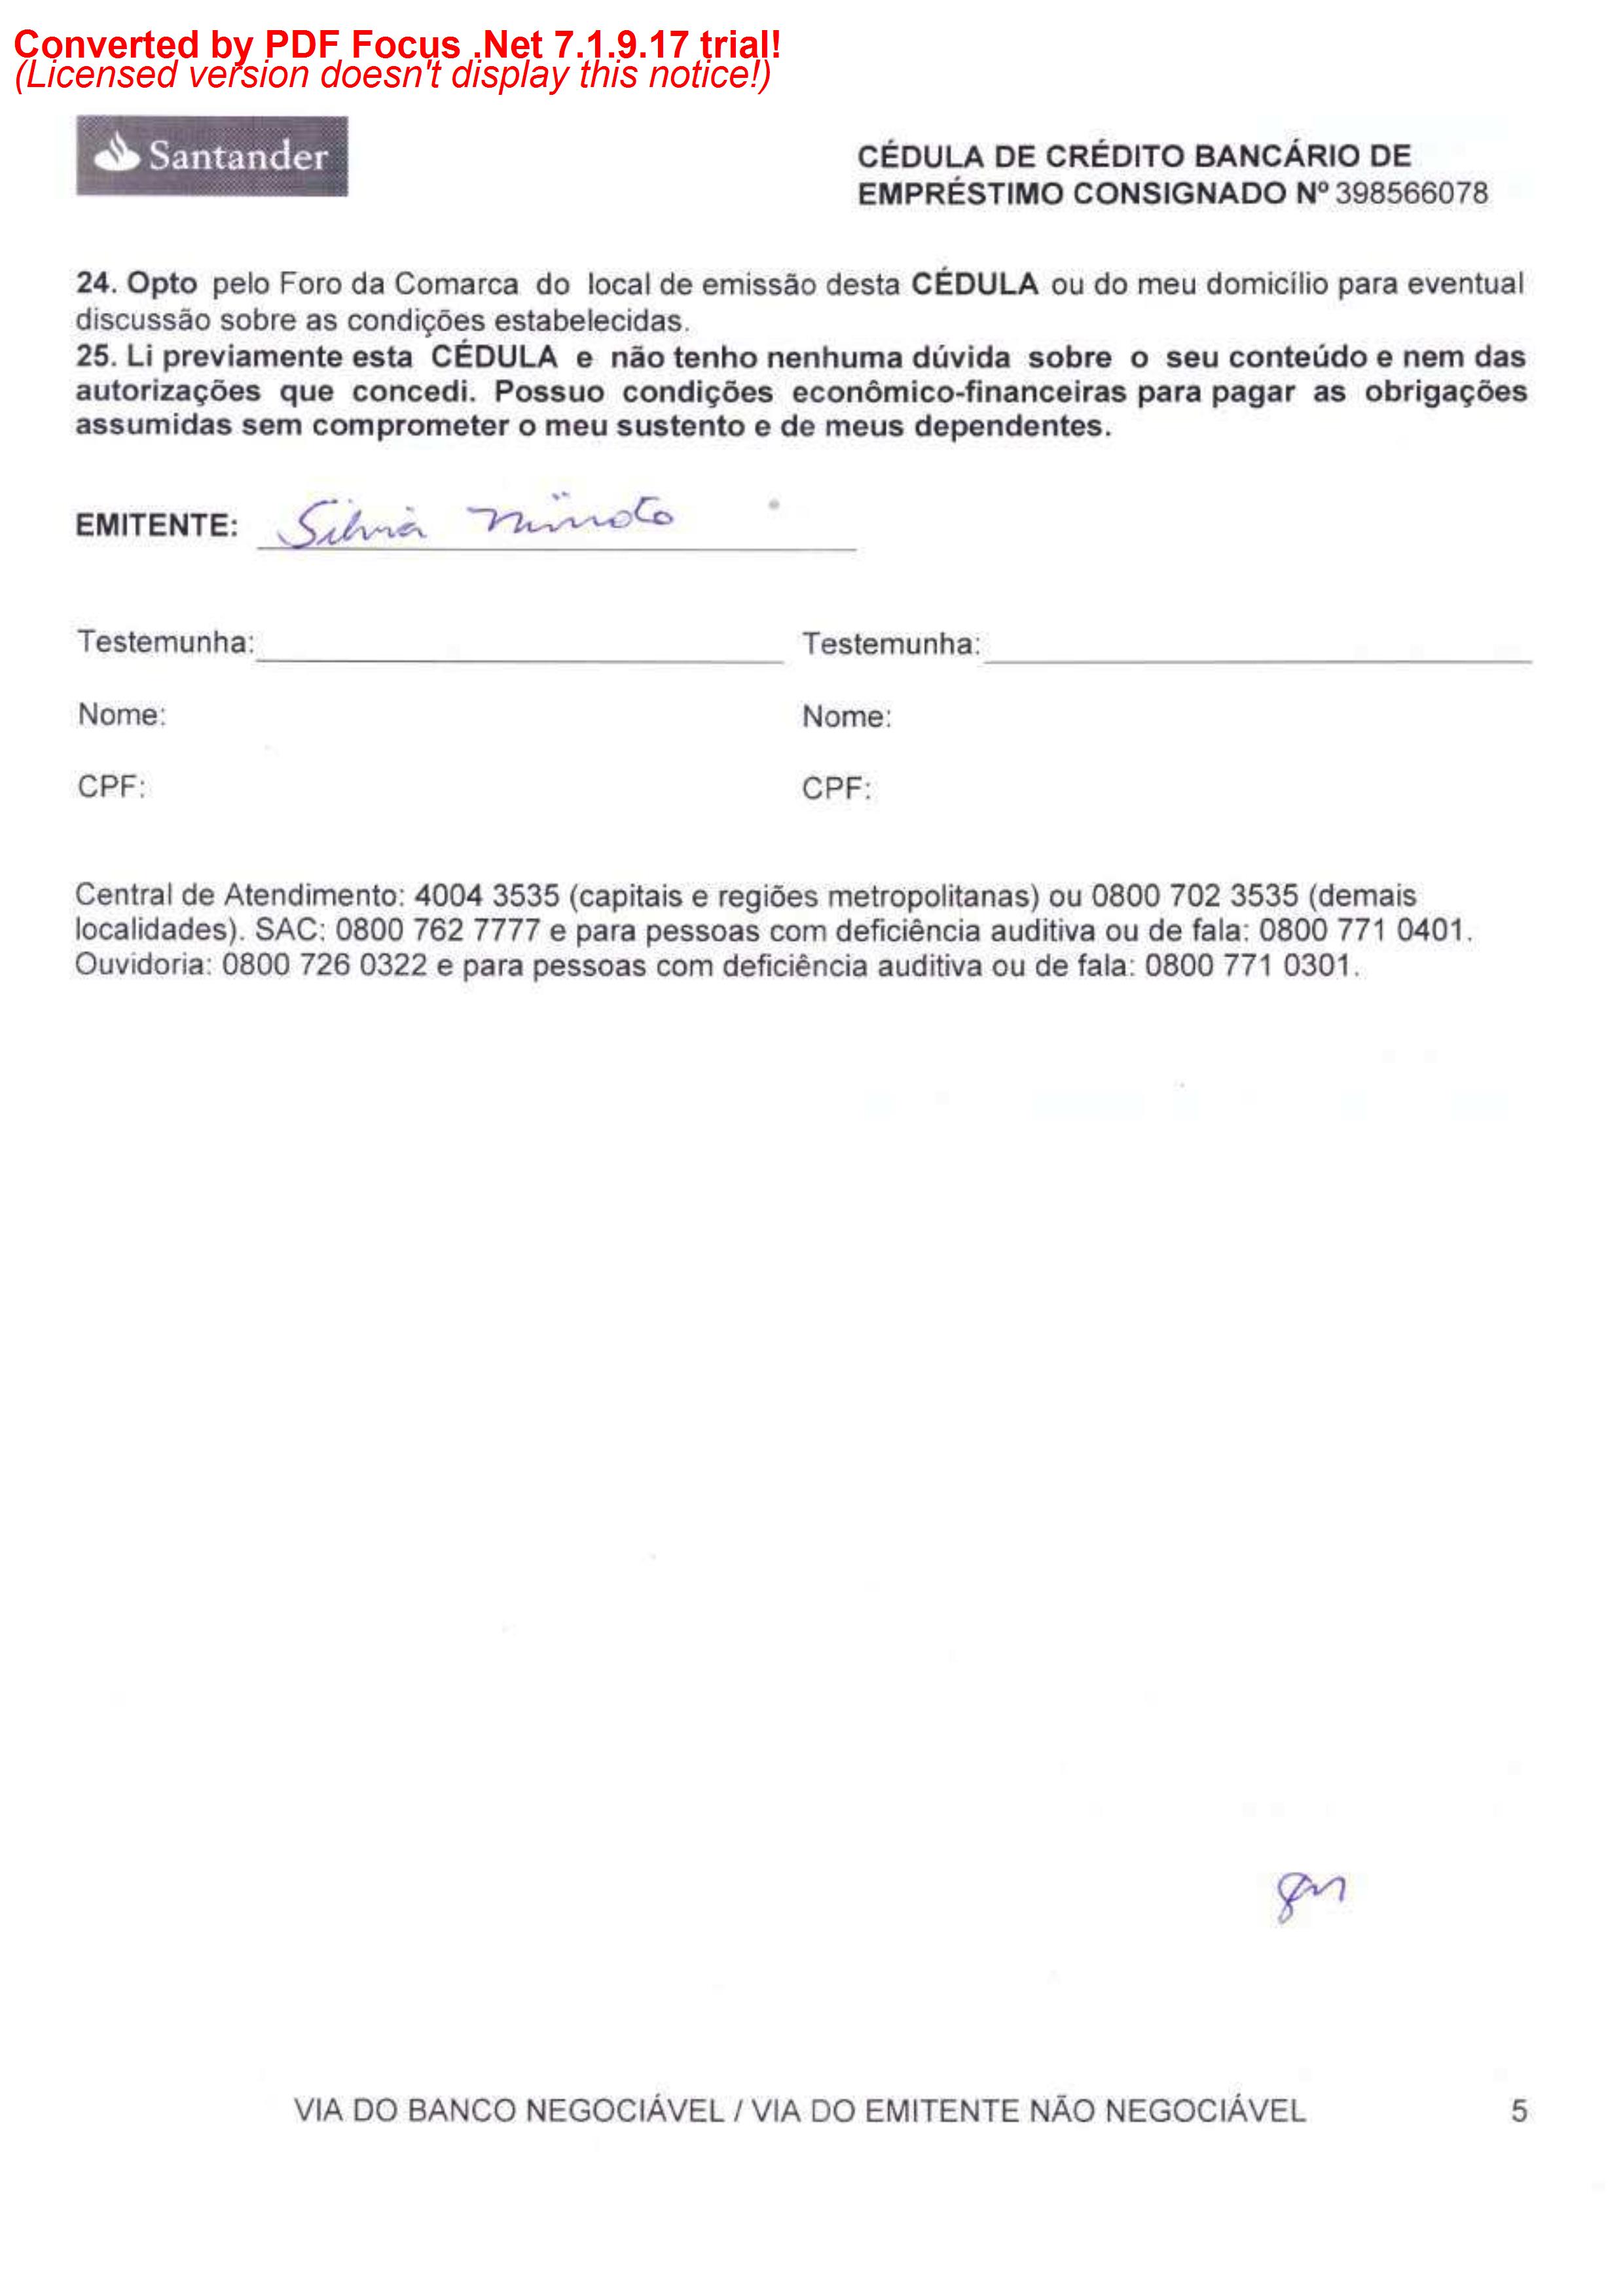 Converted by PDF Focus .Net 7.1.9.17 trial!
(Licensed version doesn't display this notice!)
Santander
CÉDULA DE CRÉDITO BANCÁRIO DE
EMPRÉSTIMO CONSIGNADO Nº 398566078
24. Opto pelo Foro da Comarca do local de emissão desta CÉDULA ou do meu domicílio para eventual
discussão sobre as condições estabelecidas.
25. Li previamente esta CÉDULA e não tenho nenhuma dúvida sobre o seu conteúdo e nem das
autorizações que concedi. Possuo condições econômico-financeiras para pagar as obrigações
assumidas sem comprometer o meu sustento e de meus dependentes.
EMITENTE: Silvia
Testemunha: Testemunha:
Nome: Nome:
CPF: CPF:
Central de Atendimento: 4004 3535 (capitais e regiões metropolitanas) ou 0800 702 3535 (demais
localidades). SAC: 0800 762 7777 e para pessoas com deficiência auditiva ou de fala: 0800 771 0401.
Ouvidoria: 0800 726 0322 e para pessoas com deficiência auditiva ou de fala: 0800 771 0301.
VIA DO BANCO NEGOCIÁVEL / VIA DO EMITENTE NÃO NEGOCIÁVEL 5